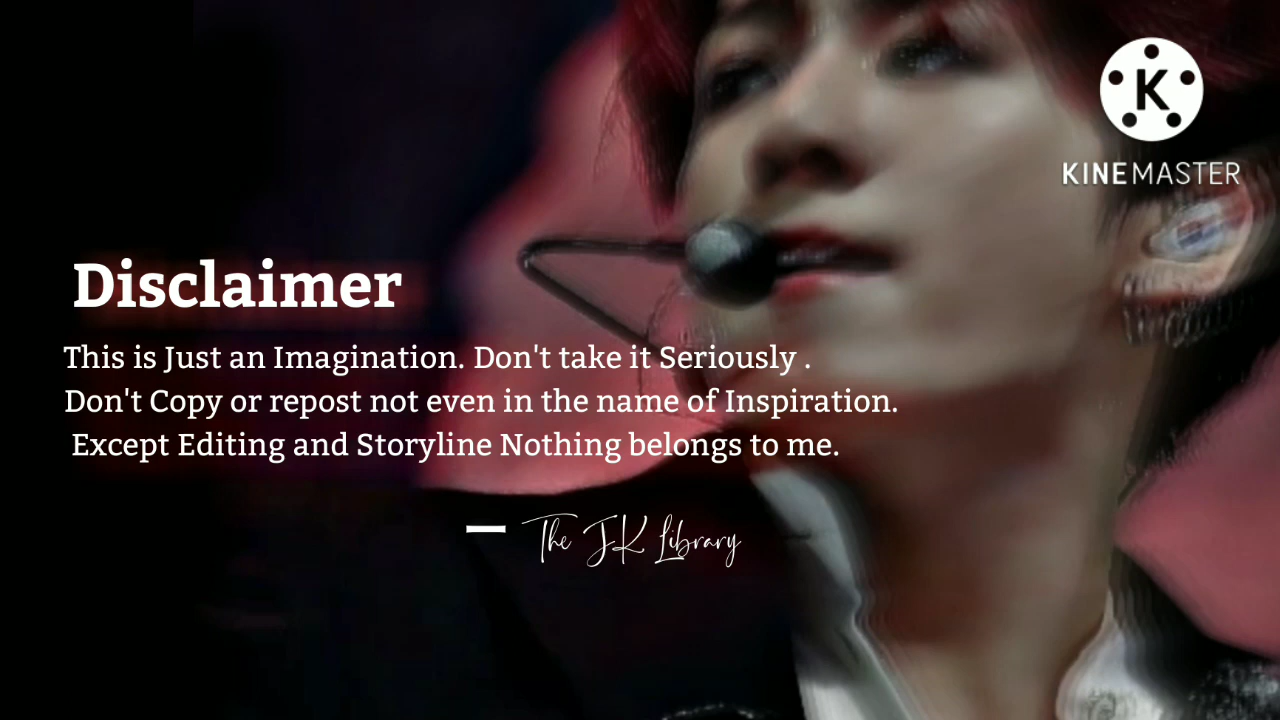 KINEMASTER
Disclaimer
This is Just an Imagination. Don't take it Seriously .
Don't Copy or repost not even in the name of Inspiration.
Except Editing and Storyline Nothing belongs to me.
— The JK Library